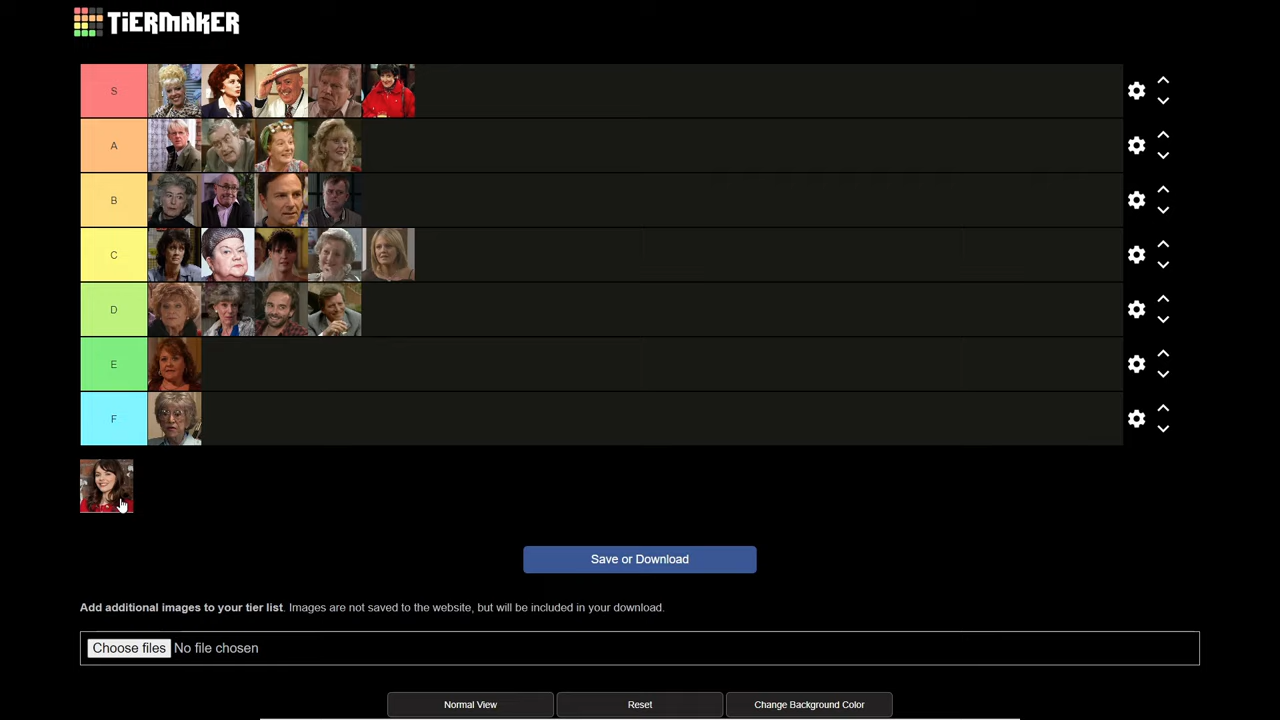 TIERMAKER
S
A
B
C
D
E
F
Save or Download
Add additional images to your tier list. Images are not saved to the website, but will be included in your download.
Choose files No file chosen
Normal View Reset Change Background Color